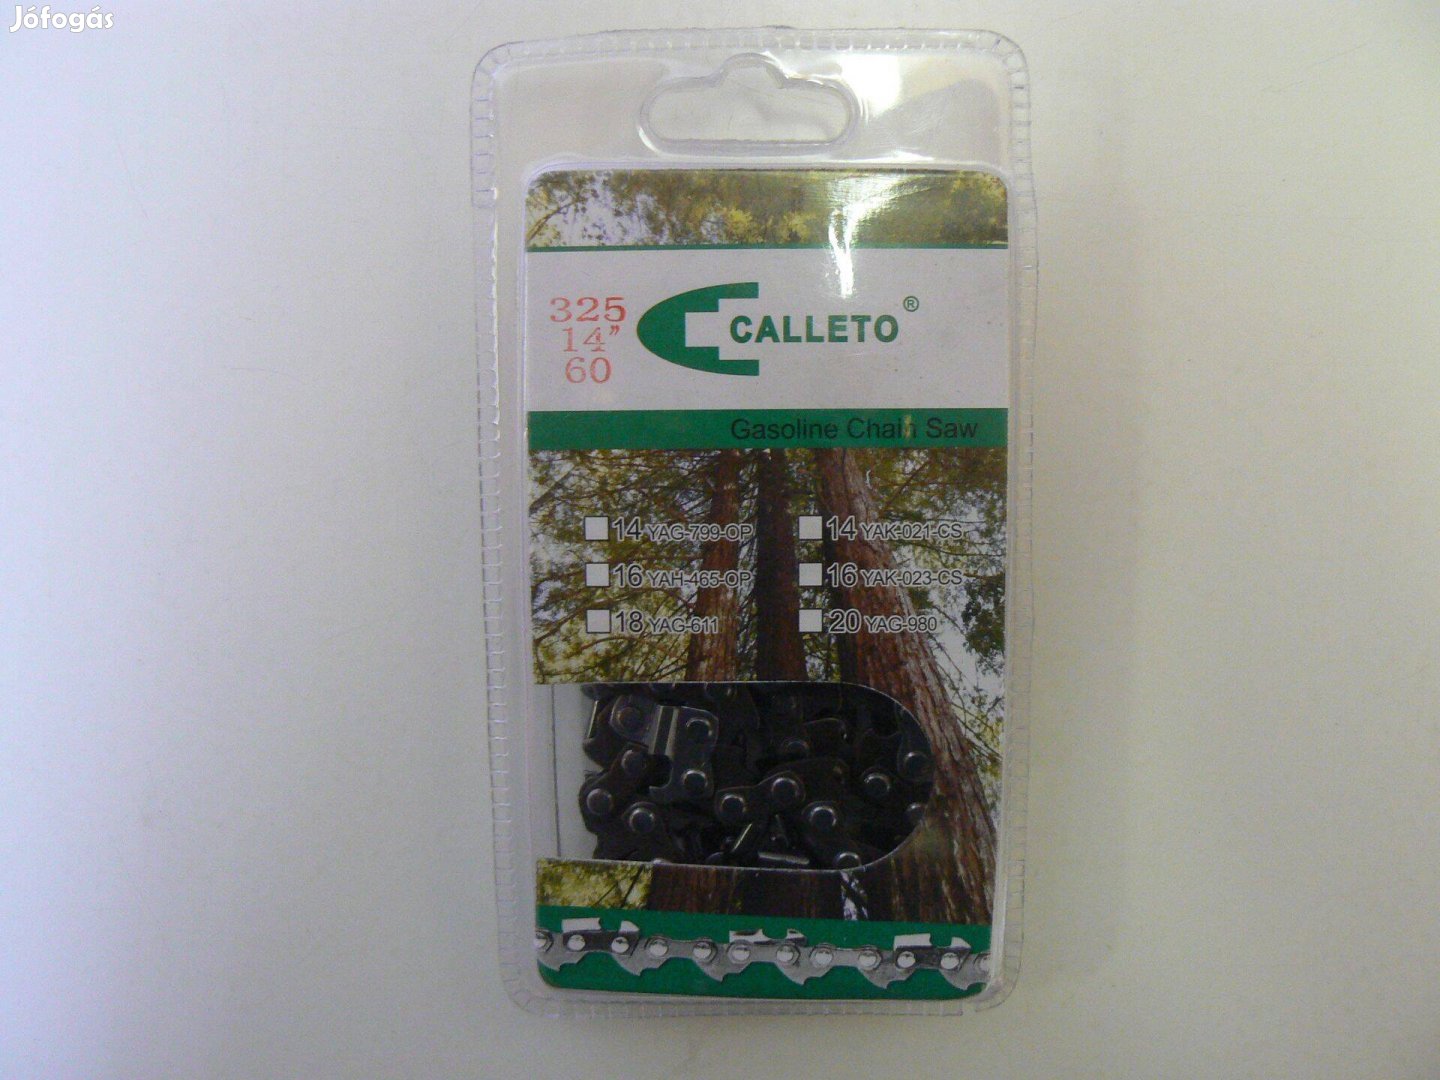 Jófogás
325
14"
60
CALLETO®
Gasoline Chain Saw
14 YAG-799-OP
14 YAK-021-CS
16 YAH-465-OP
16 YAK-023-CS
18 YAG-611
20 YAG-980